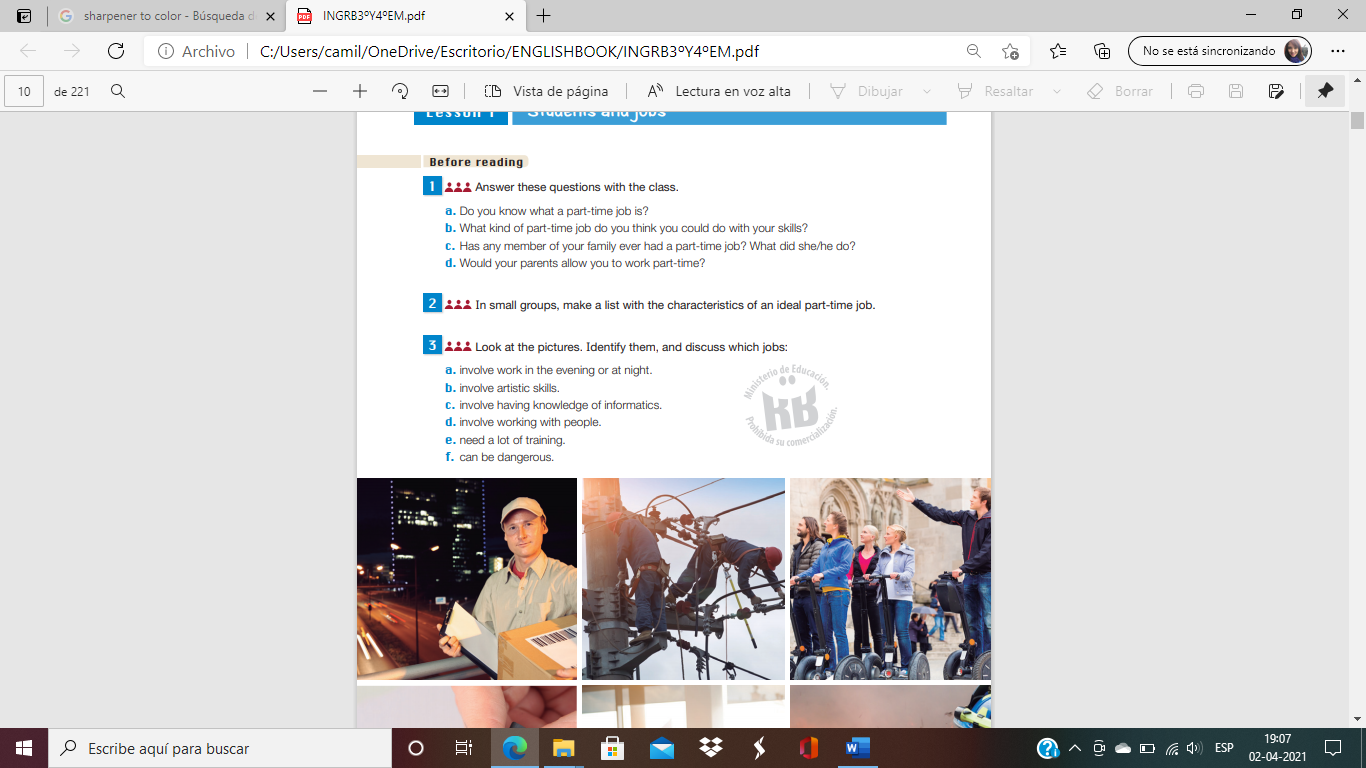 sharpener to color - Búsqueda d
INGRB3ºY4ºEM.pdf
Archivo
C:/Users/camil/OneDrive/Escritorio/ENGLISHBOOK/INGRB3ºY4ºEM.pdf
No se está sincronizando
10
de 221
Vista de página
Lectura en voz alta
Dibujar
Resaltar
Borrar
Lesson 1
Students and jobs
Before reading
1 Answer these questions with the class.
a. Do you know what a part-time job is?
b. What kind of part-time job do you think you could do with your skills?
c. Has any member of your family ever had a part-time job? What did she/he do?
d. Would your parents allow you to work part-time?
2 In small groups, make a list with the characteristics of an ideal part-time job.
3 Look at the pictures. Identify them, and discuss which jobs:
a. involve work in the evening or at night.
b. involve artistic skills.
c. involve having knowledge of informatics.
d. involve working with people.
e. need a lot of training.
f. can be dangerous.
Ministerio de Educación.
Prohibida su comercialización.
Escribe aquí para buscar
ESP
19:07
02-04-2021